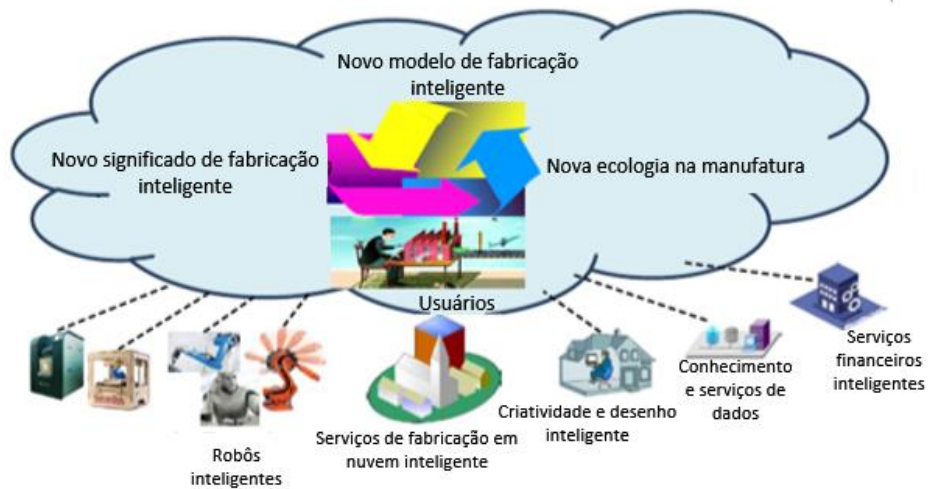 Novo modelo de fabricação
inteligente
Novo significado de fabricação
inteligente
Nova ecologia na manufatura
Usuários
Robôs
inteligentes
Serviços de fabricação em
nuvem inteligente
Criatividade e desenho
inteligente
Conhecimento
e serviços de
dados
Serviços
financeiros
inteligentes